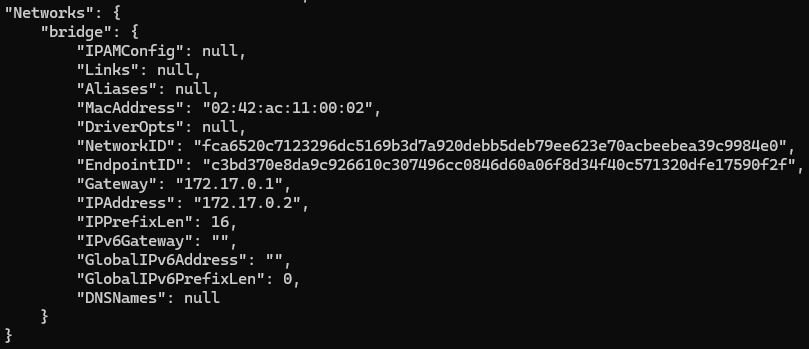 "Networks": {
    "bridge": {
        "IPAMConfig": null,
        "Links": null,
        "Aliases": null,
        "MacAddress": "02:42:ac:11:00:02",
        "DriverOpts": null,
        "NetworkID": "fca6520c7123296dc5169b3d7a920debb5deb79ee623e70acbeebea39c9984e0",
        "EndpointID": "c3bd370e8da9c926610c307496cc0846d60a06f8d34f40c571320dfe17590f2f",
        "Gateway": "172.17.0.1",
        "IPAddress": "172.17.0.2",
        "IPPrefixLen": 16,
        "IPv6Gateway": "",
        "GlobalIPv6Address": "",
        "GlobalIPv6PrefixLen": 0,
        "DNSNames": null
    }
}